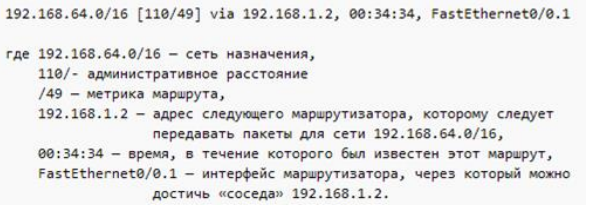 192.168.64.0/16 [110/49] via 192.168.1.2, 00:34:34, FastEthernet0/0.1
где 192.168.64.0/16 – сеть назначения,
110/- административное расстояние
/49 – метрика маршрута,
192.168.1.2 – адрес следующего маршрутизатора, которому следует
передавать пакеты для сети 192.168.64.0/16,
00:34:34 – время, в течение которого был известен этот маршрут,
FastEthernet0/0.1 – интерфейс маршрутизатора, через который можно
достичь «соседа» 192.168.1.2.